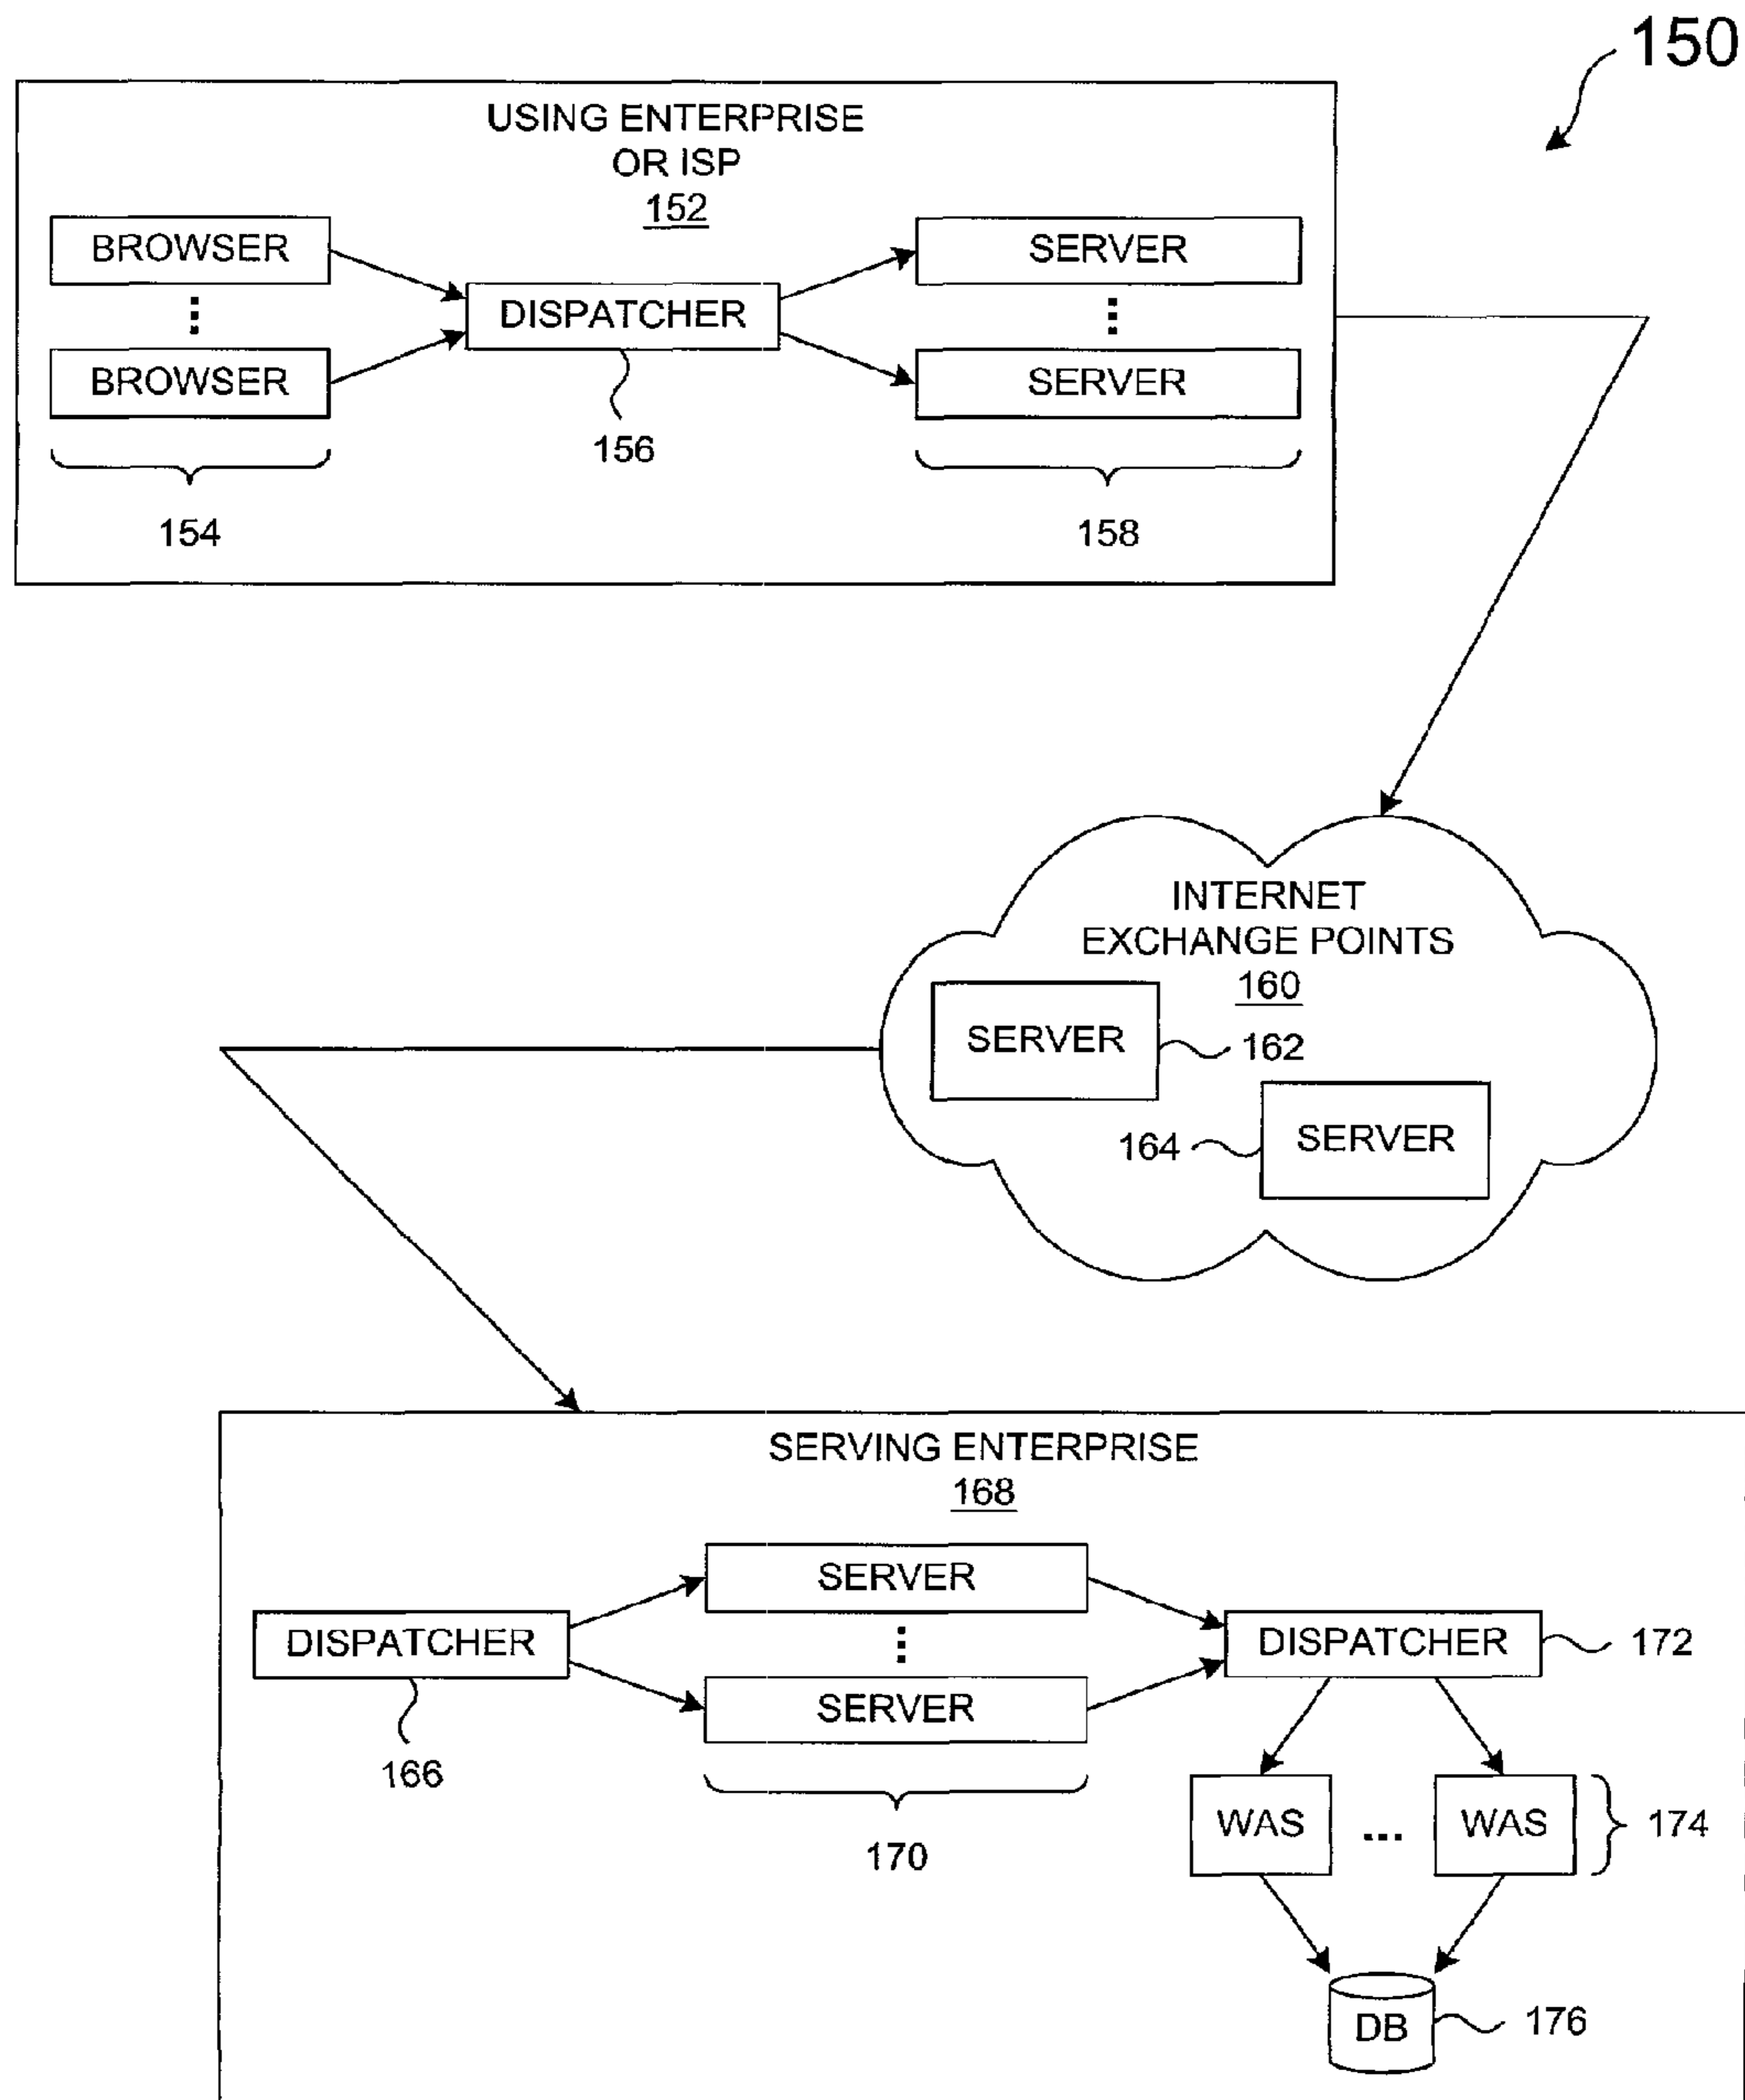 150
USING ENTERPRISE
OR ISP
152
BROWSER
SERVER
DISPATCHER
BROWSER
SERVER
156
154
158
INTERNET
EXCHANGE POINTS
160
SERVER
162
164
SERVER
SERVING ENTERPRISE
168
SERVER
DISPATCHER
DISPATCHER
172
SERVER
166
170
WAS
...
WAS
174
DB
176